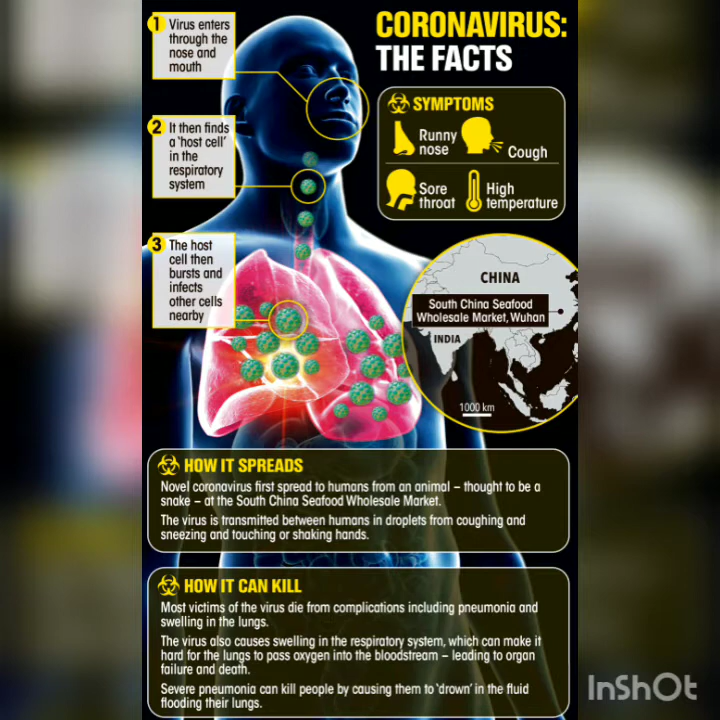 CORONAVIRUS:
THE FACTS
1 Virus enters
through the
nose and
mouth
2 It then finds
a 'host cell'
in the
respiratory
system
3 The host
cell then
bursts and
infects
other cells
nearby
SYMPTOMS
Runny
nose
Cough
Sore
throat
High
temperature
CHINA
South China Seafood
Wholesale Market, Wuhan
INDIA
1000 km
HOW IT SPREADS
Novel coronavirus first spread to humans from an animal – thought to be a
snake – at the South China Seafood Wholesale Market.
The virus is transmitted between humans in droplets from coughing and
sneezing and touching or shaking hands.
HOW IT CAN KILL
Most victims of the virus die from complications including pneumonia and
swelling in the lungs.
The virus also causes swelling in the respiratory system, which can make it
hard for the lungs to pass oxygen into the bloodstream – leading to organ
failure and death.
Severe pneumonia can kill people by causing them to 'drown' in the fluid
flooding their lungs.
InShOt